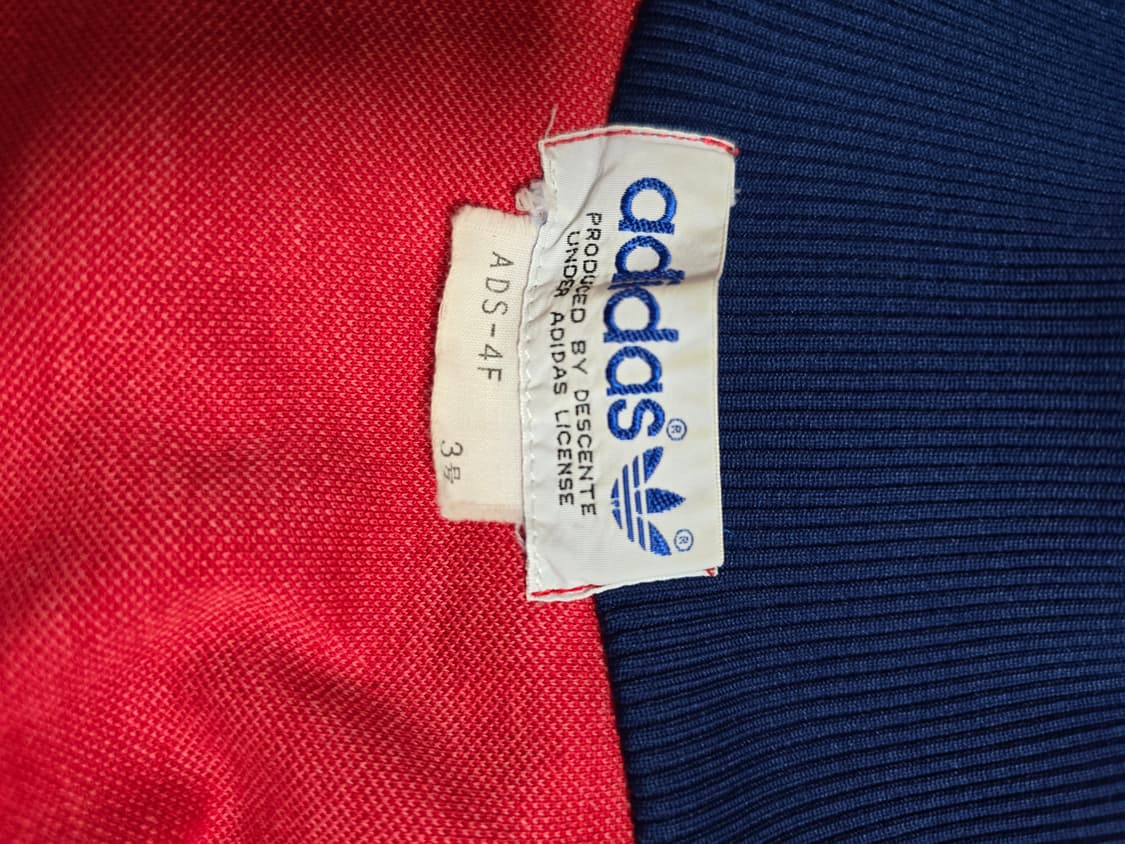 adidas®
®
PRODUCED BY DESCENTE
UNDER ADIDAS LICENSE
ADS-4F
3号